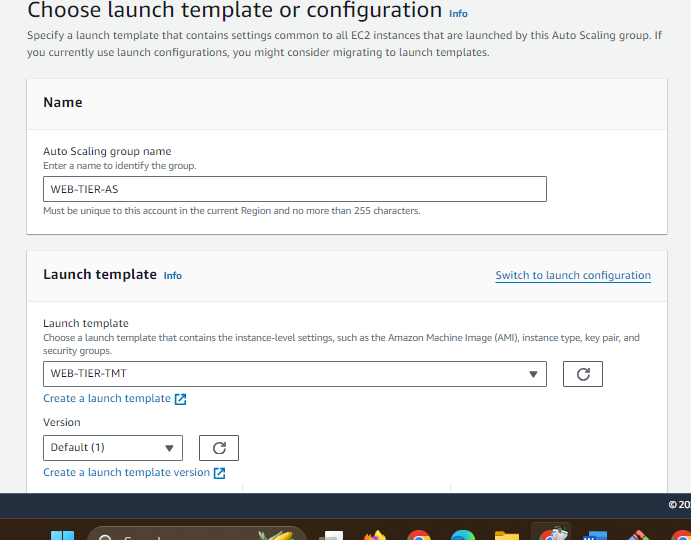 Choose launch template or configuration Info
Specify a launch template that contains settings common to all EC2 instances that are launched by this Auto Scaling group. If
you currently use launch configurations, you might consider migrating to launch templates.
Name
Auto Scaling group name
Enter a name to identify the group.
WEB-TIER-AS
Must be unique to this account in the current Region and no more than 255 characters.
Launch template Info
Switch to launch configuration
Launch template
Choose a launch template that contains the instance-level settings, such as the Amazon Machine Image (AMI), instance type, key pair, and
security groups.
WEB-TIER-TMT
Create a launch template
Version
Default (1)
Create a launch template version
© 20